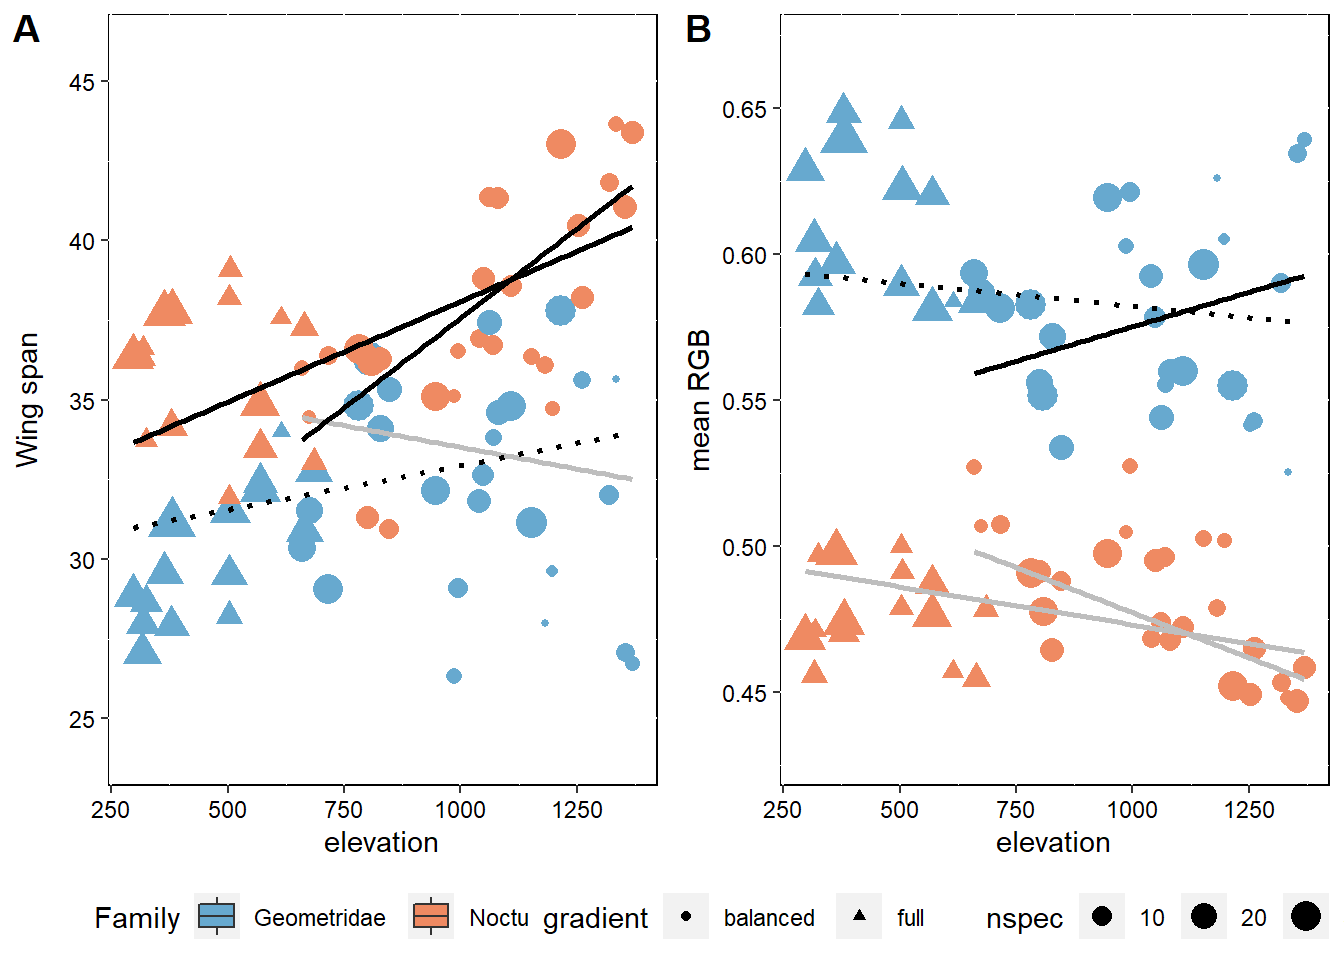 A
B
45
40
35
30
25
Wing span
250
500
750
1000
1250
elevation
0.65
0.60
0.55
0.50
0.45
mean RGB
250
500
750
1000
1250
elevation
Family Geometridae Noctu gradient balanced full nspec 10 20